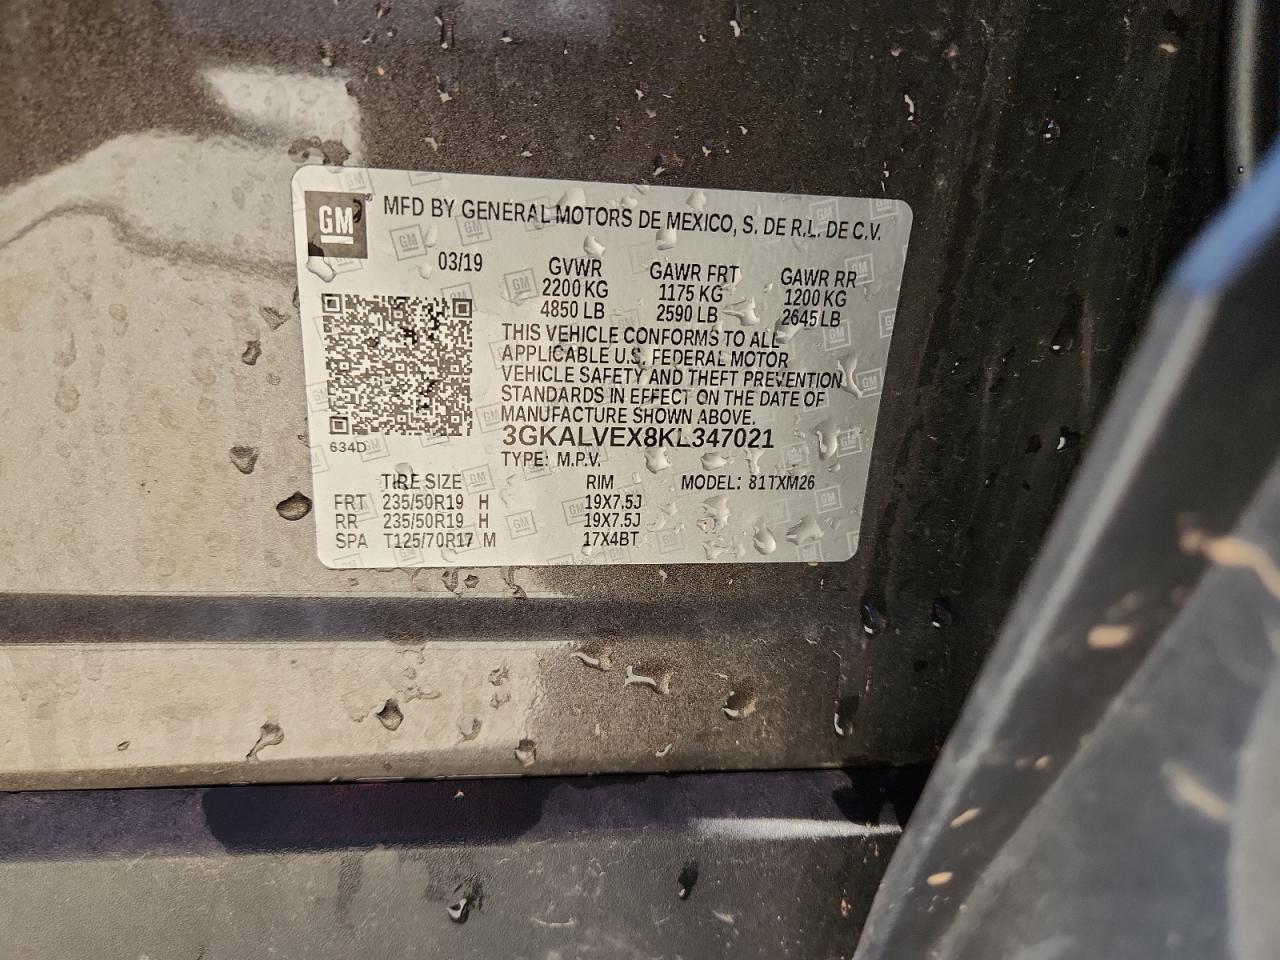 GM ® MFD BY GENERAL MOTORS DE MEXICO, S. DE R.L. DE C.V.
03/19 GVWR GAWR FRT GAWR RR
2200 KG 1175 KG 1200 KG
4850 LB 2590 LB 2645 LB
THIS VEHICLE CONFORMS TO ALL
APPLICABLE U.S. FEDERAL MOTOR
VEHICLE SAFETY AND THEFT PREVENTION
STANDARDS IN EFFECT ON THE DATE OF
MANUFACTURE SHOWN ABOVE.
634D 3GKALVEX8KL347021
TYPE: M.P.V.
TIRE SIZE RIM MODEL: 81TXM26
FRT 235/50R19 H 19X7.5J
RR 235/50R19 H 19X7.5J
SPA T125/70R17 M 17X4BT